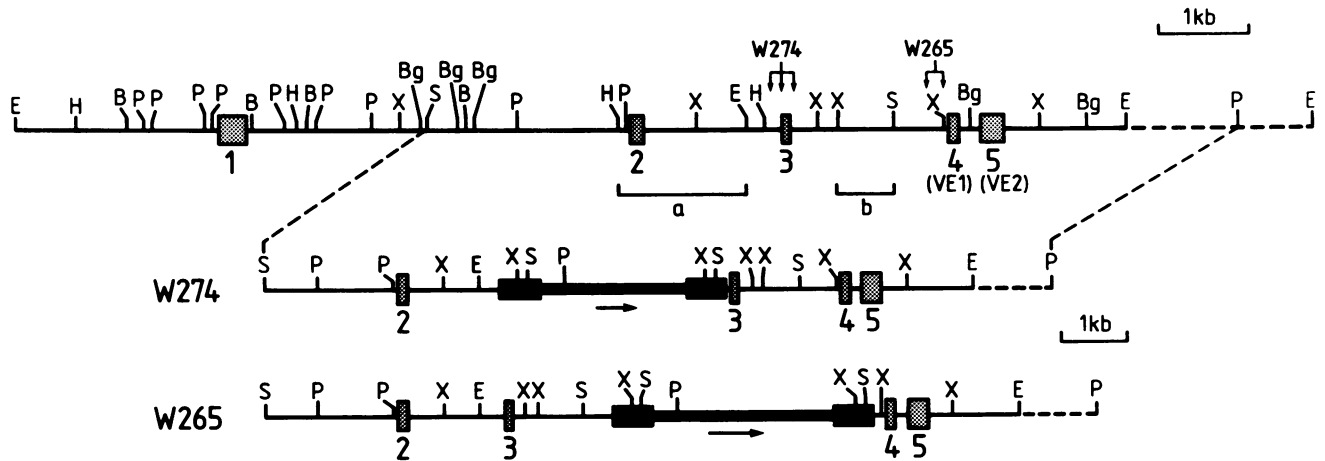 1kb
W274 W265
E H B P P P P B P H B P P X Bg S Bg B Bg P H P X E H X X S X Bg X Bg E P E
1 2 3 4 5
(VE1) (VE2)
a b
W274 S P P X E X S P X S X X S X X E P
2 3 4 5
1kb
W265 S P P X E X X S X S P X S X X E P
2 3 4 5